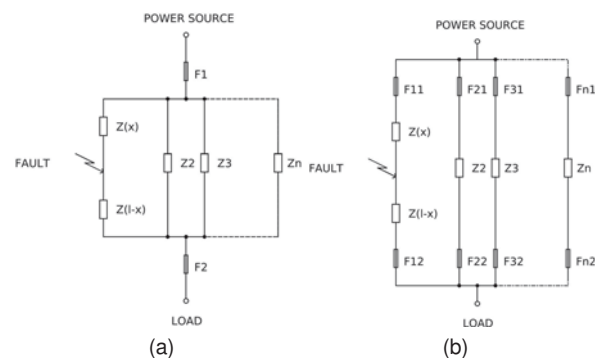 POWER SOURCE
F1
Z(x)
FAULT
Z2
Z3
Zn
Z(l-x)
F2
LOAD
(a)
POWER SOURCE
F11
F21
F31
Fn1
Z(x)
FAULT
Z2
Z3
Zn
Z(l-x)
F12
F22
F32
Fn2
LOAD
(b)